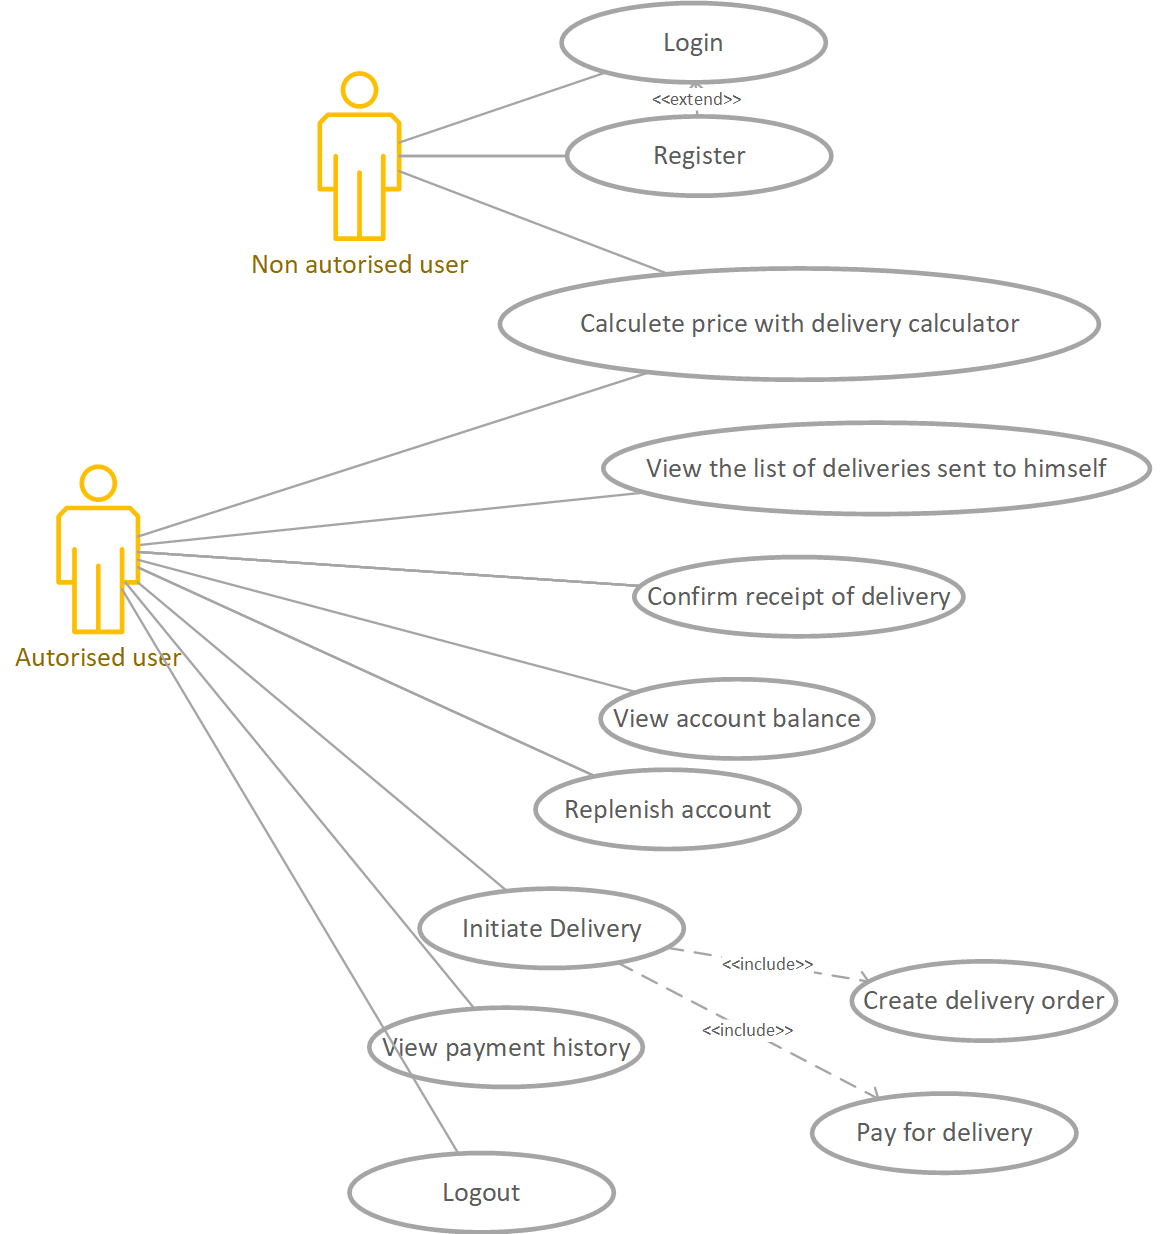 Login
<<extend>>
Register
Non autorised user
Calculete price with delivery calculator
View the list of deliveries sent to himself
Confirm receipt of delivery
Autorised user
View account balance
Replenish account
Initiate Delivery
<<include>>
Create delivery order
<<include>>
View payment history
Pay for delivery
Logout